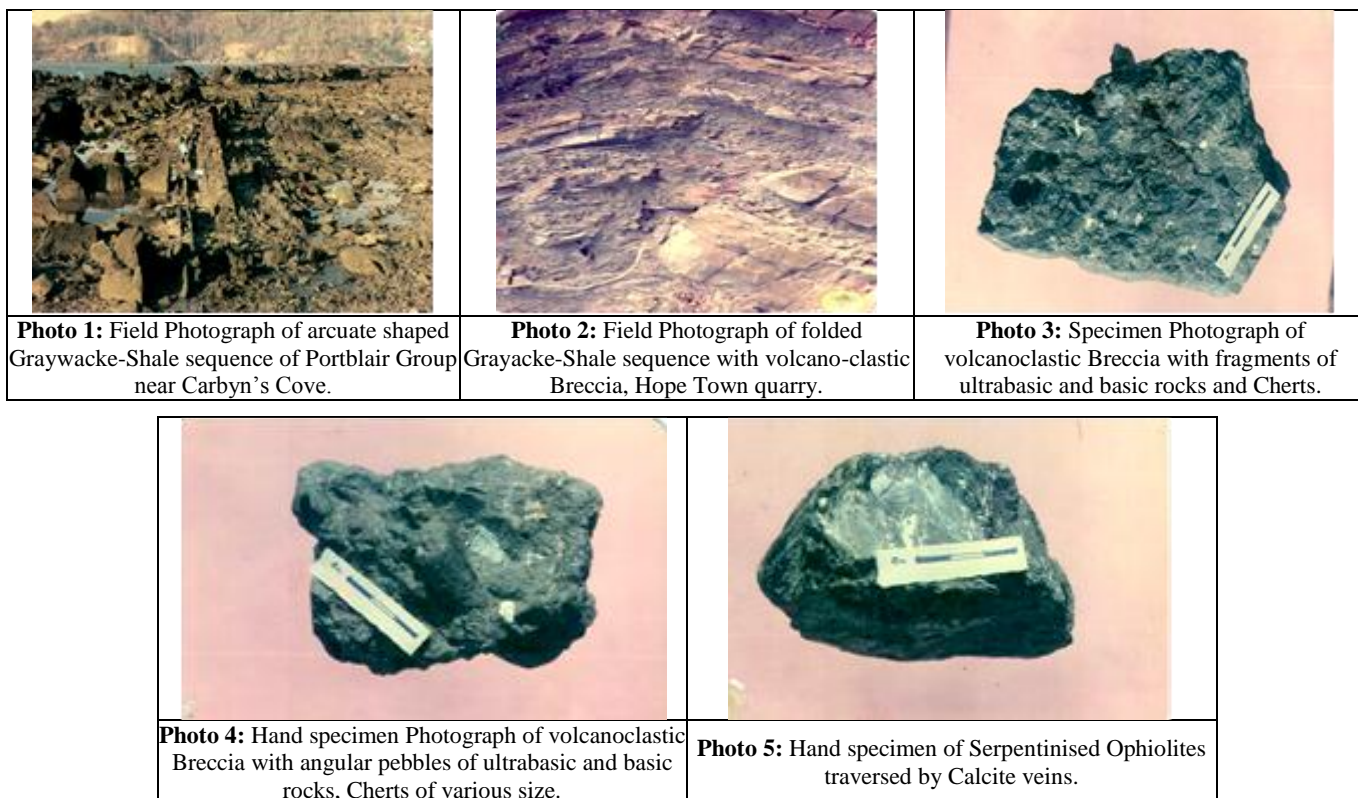 Photo 1: Field Photograph of arcuate shaped
Graywacke-Shale sequence of Portblair Group
near Carbyn’s Cove.
Photo 2: Field Photograph of folded
Grayacke-Shale sequence with volcano-clastic
Breccia, Hope Town quarry.
Photo 3: Specimen Photograph of
volcanoclastic Breccia with fragments of
ultrabasic and basic rocks and Cherts.
Photo 4: Hand specimen Photograph of volcanoclastic
Breccia with angular pebbles of ultrabasic and basic
rocks, Cherts of various size.
Photo 5: Hand specimen of Serpentinised Ophiolites
traversed by Calcite veins.